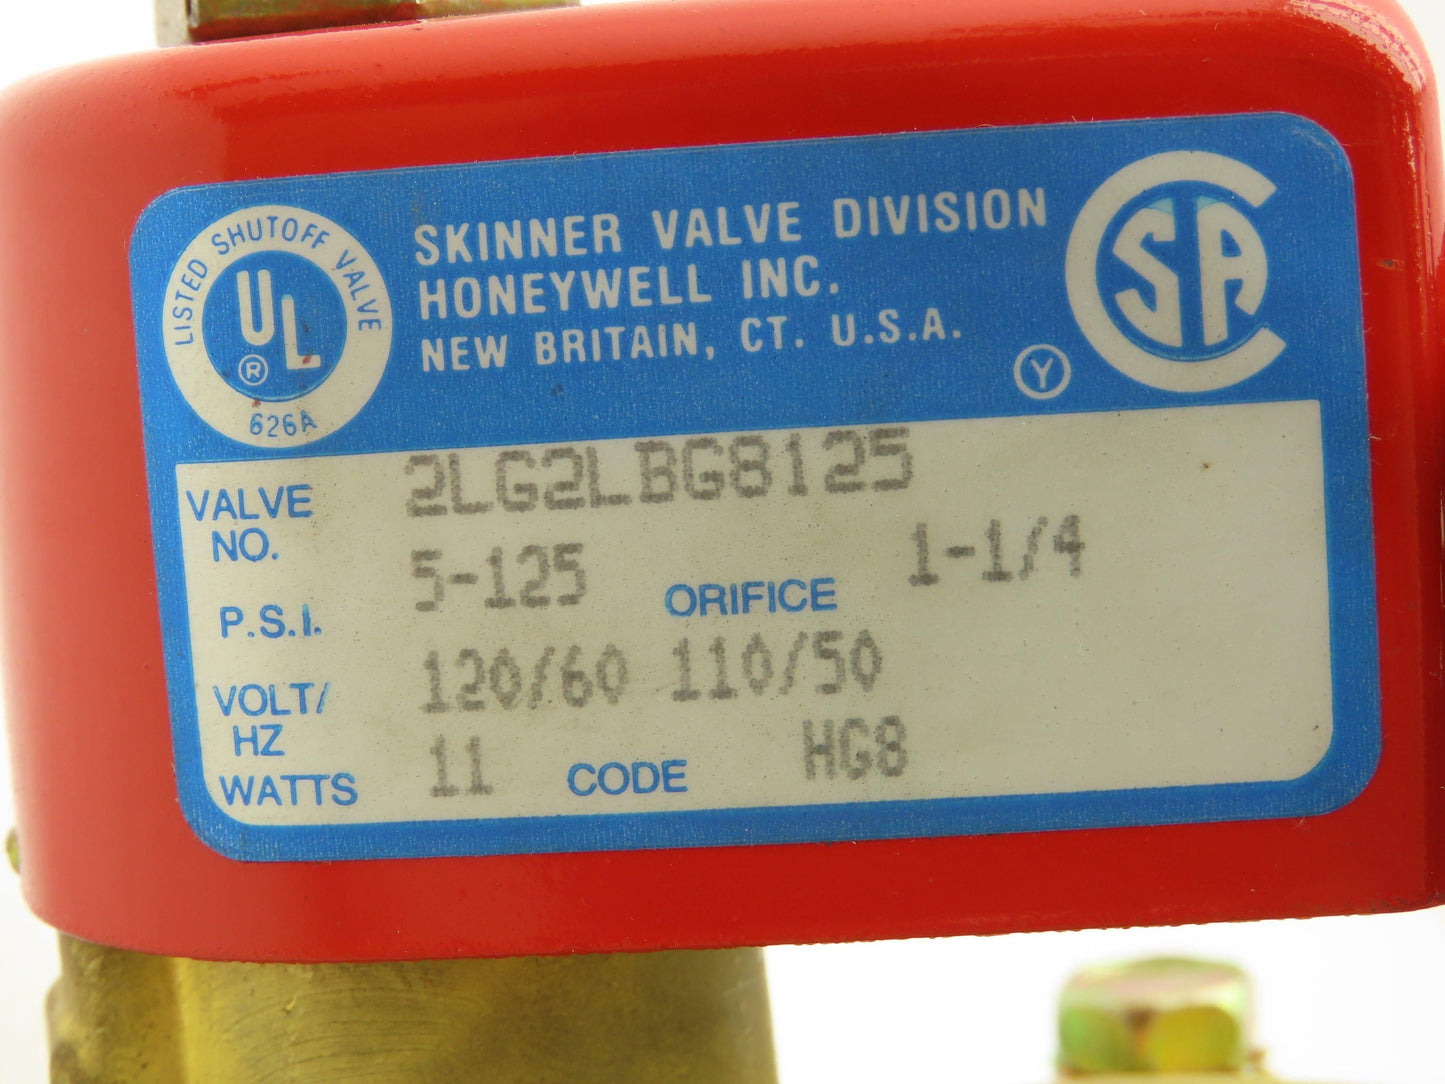 LISTED SHUTOFF VALVE
UL
®
626A
SKINNER VALVE DIVISION
HONEYWELL INC.
NEW BRITAIN, CT. U.S.A.
Y
SA
VALVE NO. 2LG2LBG8125
P.S.I. 5-125 ORIFICE 1-1/4
VOLT/HZ 120/60 110/50
WATTS 11 CODE HG8